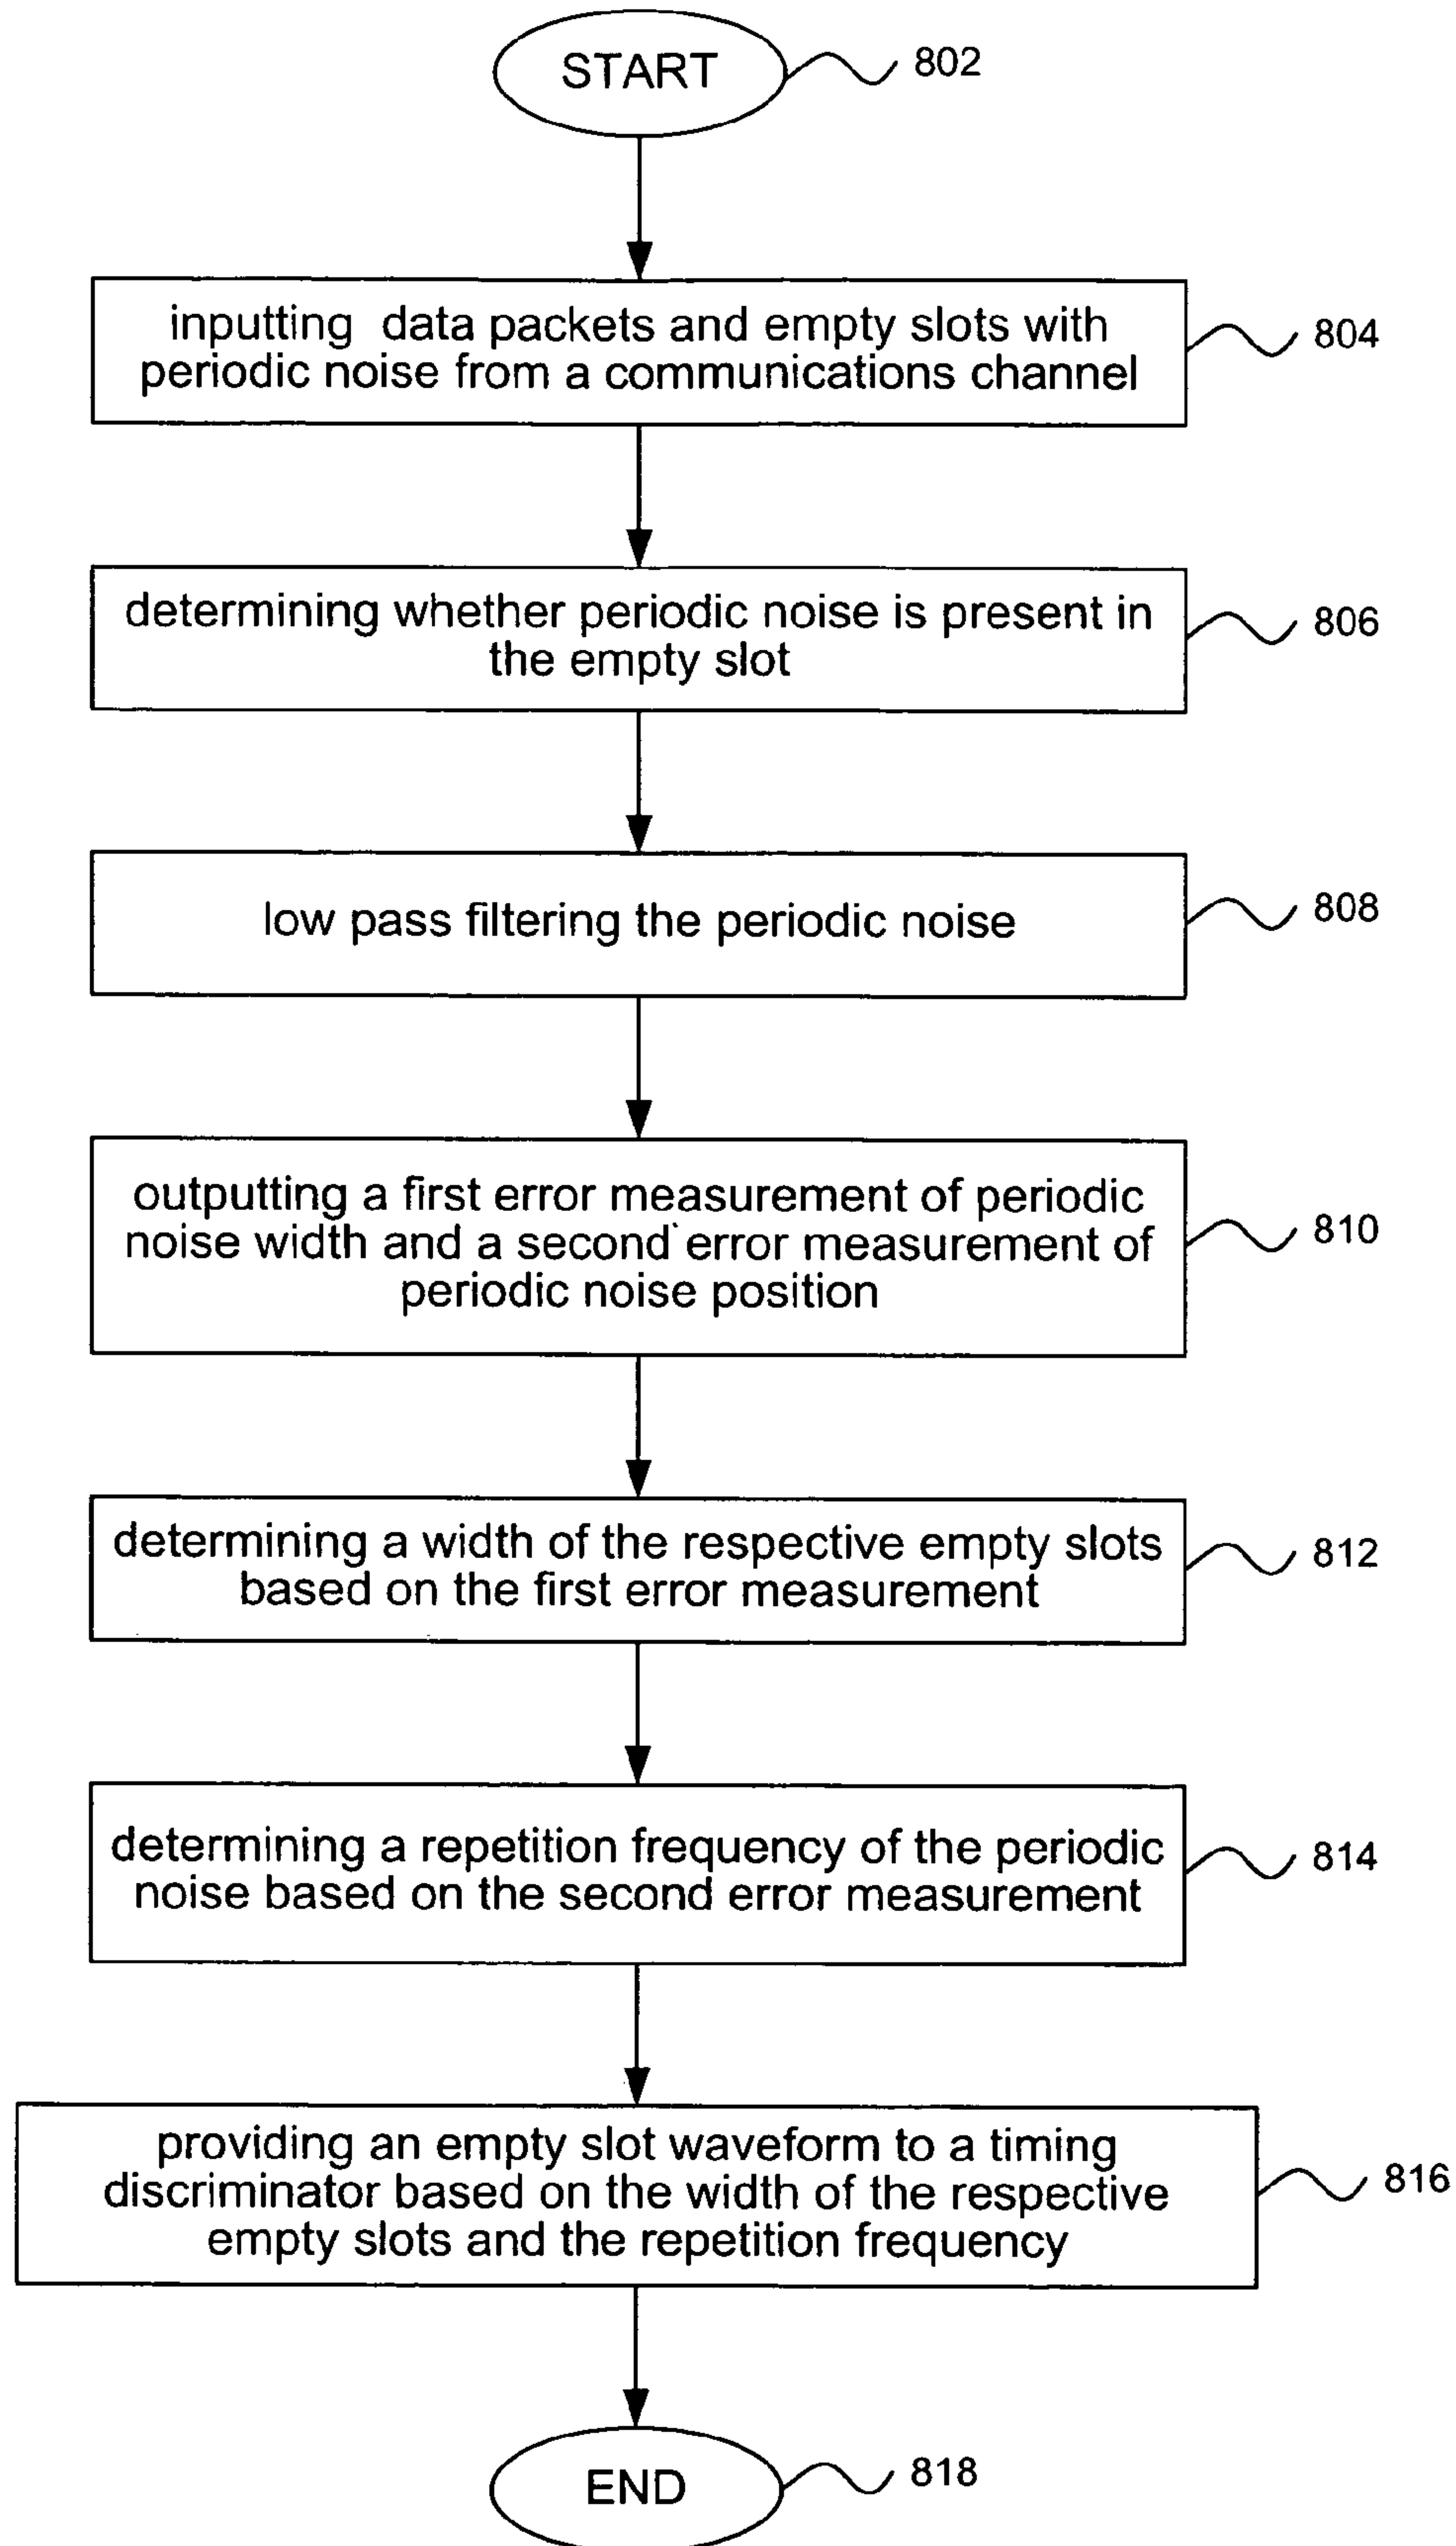 START
802
inputting data packets and empty slots with
periodic noise from a communications channel
804
determining whether periodic noise is present in
the empty slot
806
low pass filtering the periodic noise
808
outputting a first error measurement of periodic
noise width and a second error measurement of
periodic noise position
810
determining a width of the respective empty slots
based on the first error measurement
812
determining a repetition frequency of the periodic
noise based on the second error measurement
814
providing an empty slot waveform to a timing
discriminator based on the width of the respective
empty slots and the repetition frequency
816
END
818